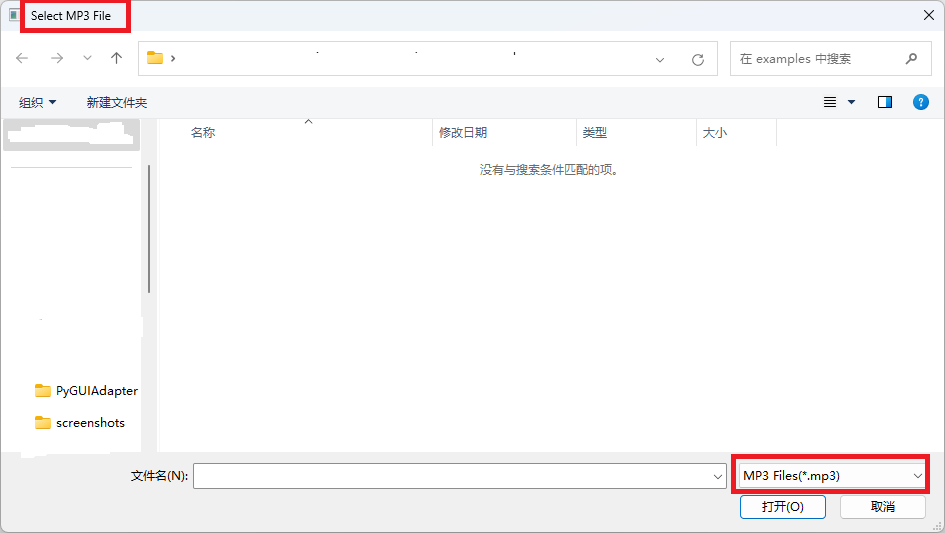 Select MP3 File
在 examples 中搜索
组织
新建文件夹
名称
修改日期
类型
大小
没有与搜索条件匹配的项。
PyGUIAdapter
screenshots
文件名(N):
MP3 Files(*.mp3)
打开(O)
取消